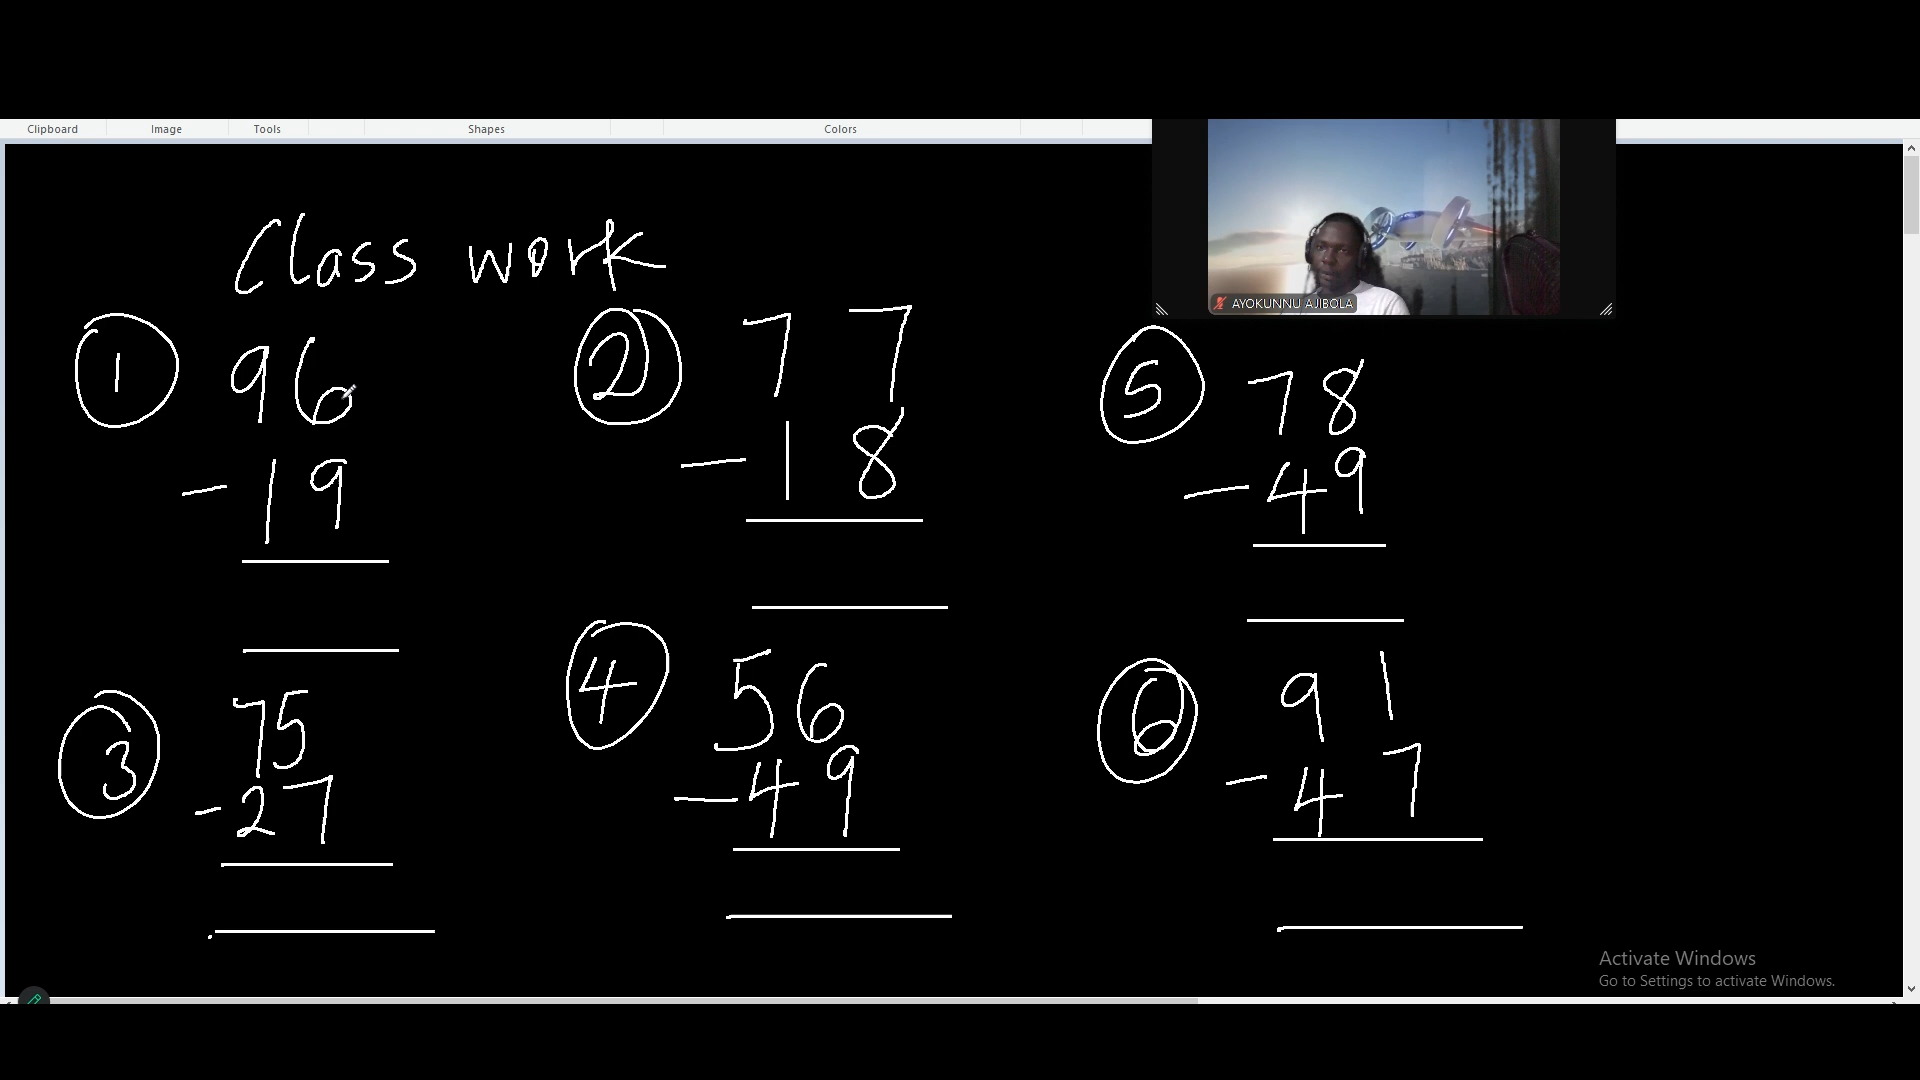 Clipboard Image Tools Shapes Colors
AYOKUNNU AJIBOLA
Class work
1 96
- 19
2 77
- 18
5 78
- 49
3 75
- 27
4 56
- 49
6 91
- 47
Activate Windows
Go to Settings to activate Windows.